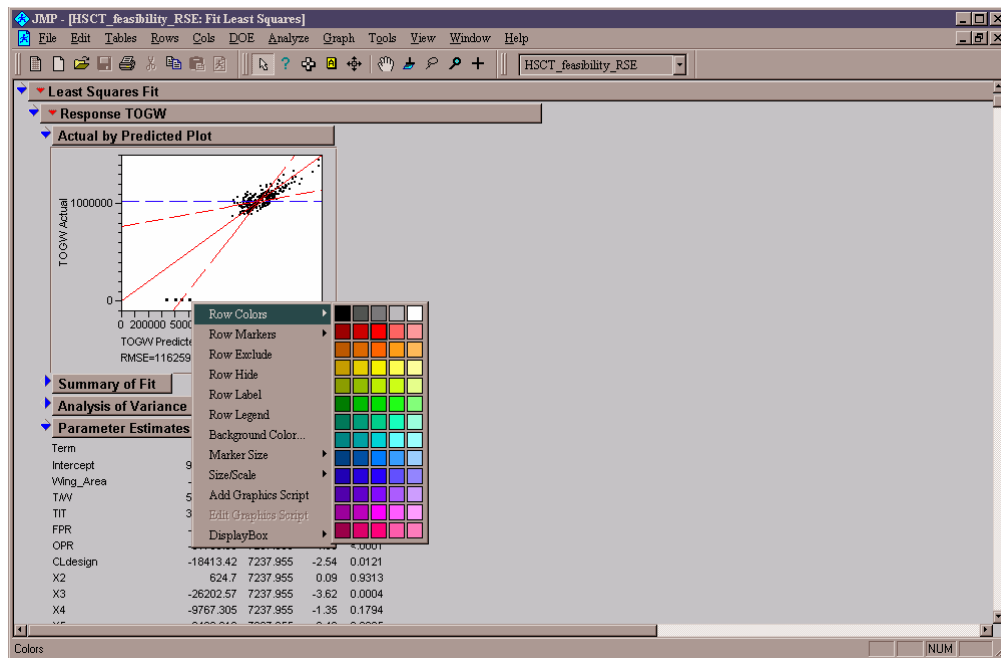 JMP - [HSCT_feasibility_RSE: Fit Least Squares]
File Edit Tables Rows Cols DOE Analyze Graph Tools View Window Help
HSCT_feasibility_RSE
Least Squares Fit
Response TOGW
Actual by Predicted Plot
TOGW Actual
1000000
0
0 200000 5000
TOGW Predicte
RMSE=116259
Row Colors
Row Markers
Row Exclude
Row Hide
Row Label
Row Legend
Background Color...
Marker Size
Size/Scale
Add Graphics Script
Edit Graphics Script
DisplayBox
Summary of Fit
Analysis of Variance
Parameter Estimates
Term
Intercept 9
Wing_Area -
T/W 5
TIT 3
FPR -
OPR <.0001
CLdesign -18413.42 7237.955 -2.54 0.0121
X2 624.7 7237.955 0.09 0.9313
X3 -26202.57 7237.955 -3.62 0.0004
X4 -9767.305 7237.955 -1.35 0.1794
Colors
NUM